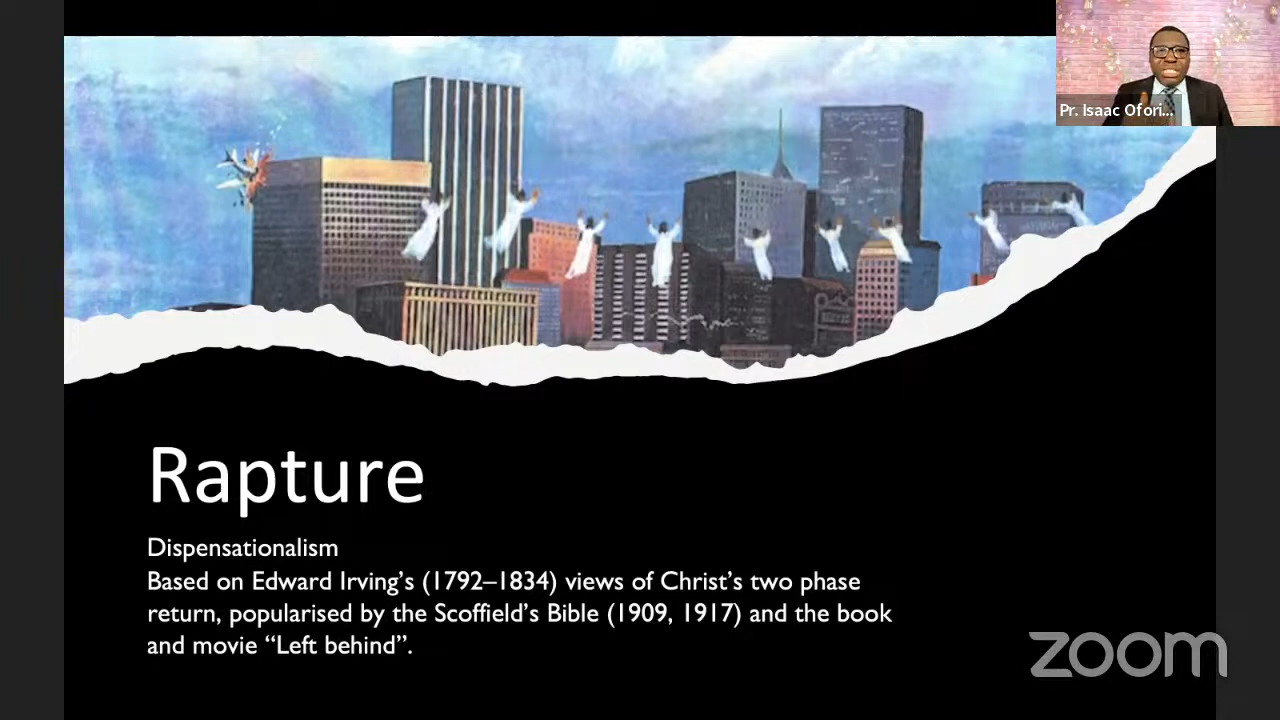 Pr. Isaac Ofori...
Rapture
Dispensationalism
Based on Edward Irving’s (1792–1834) views of Christ’s two phase
return, popularised by the Scoffield’s Bible (1909, 1917) and the book
and movie “Left behind”.
zoom